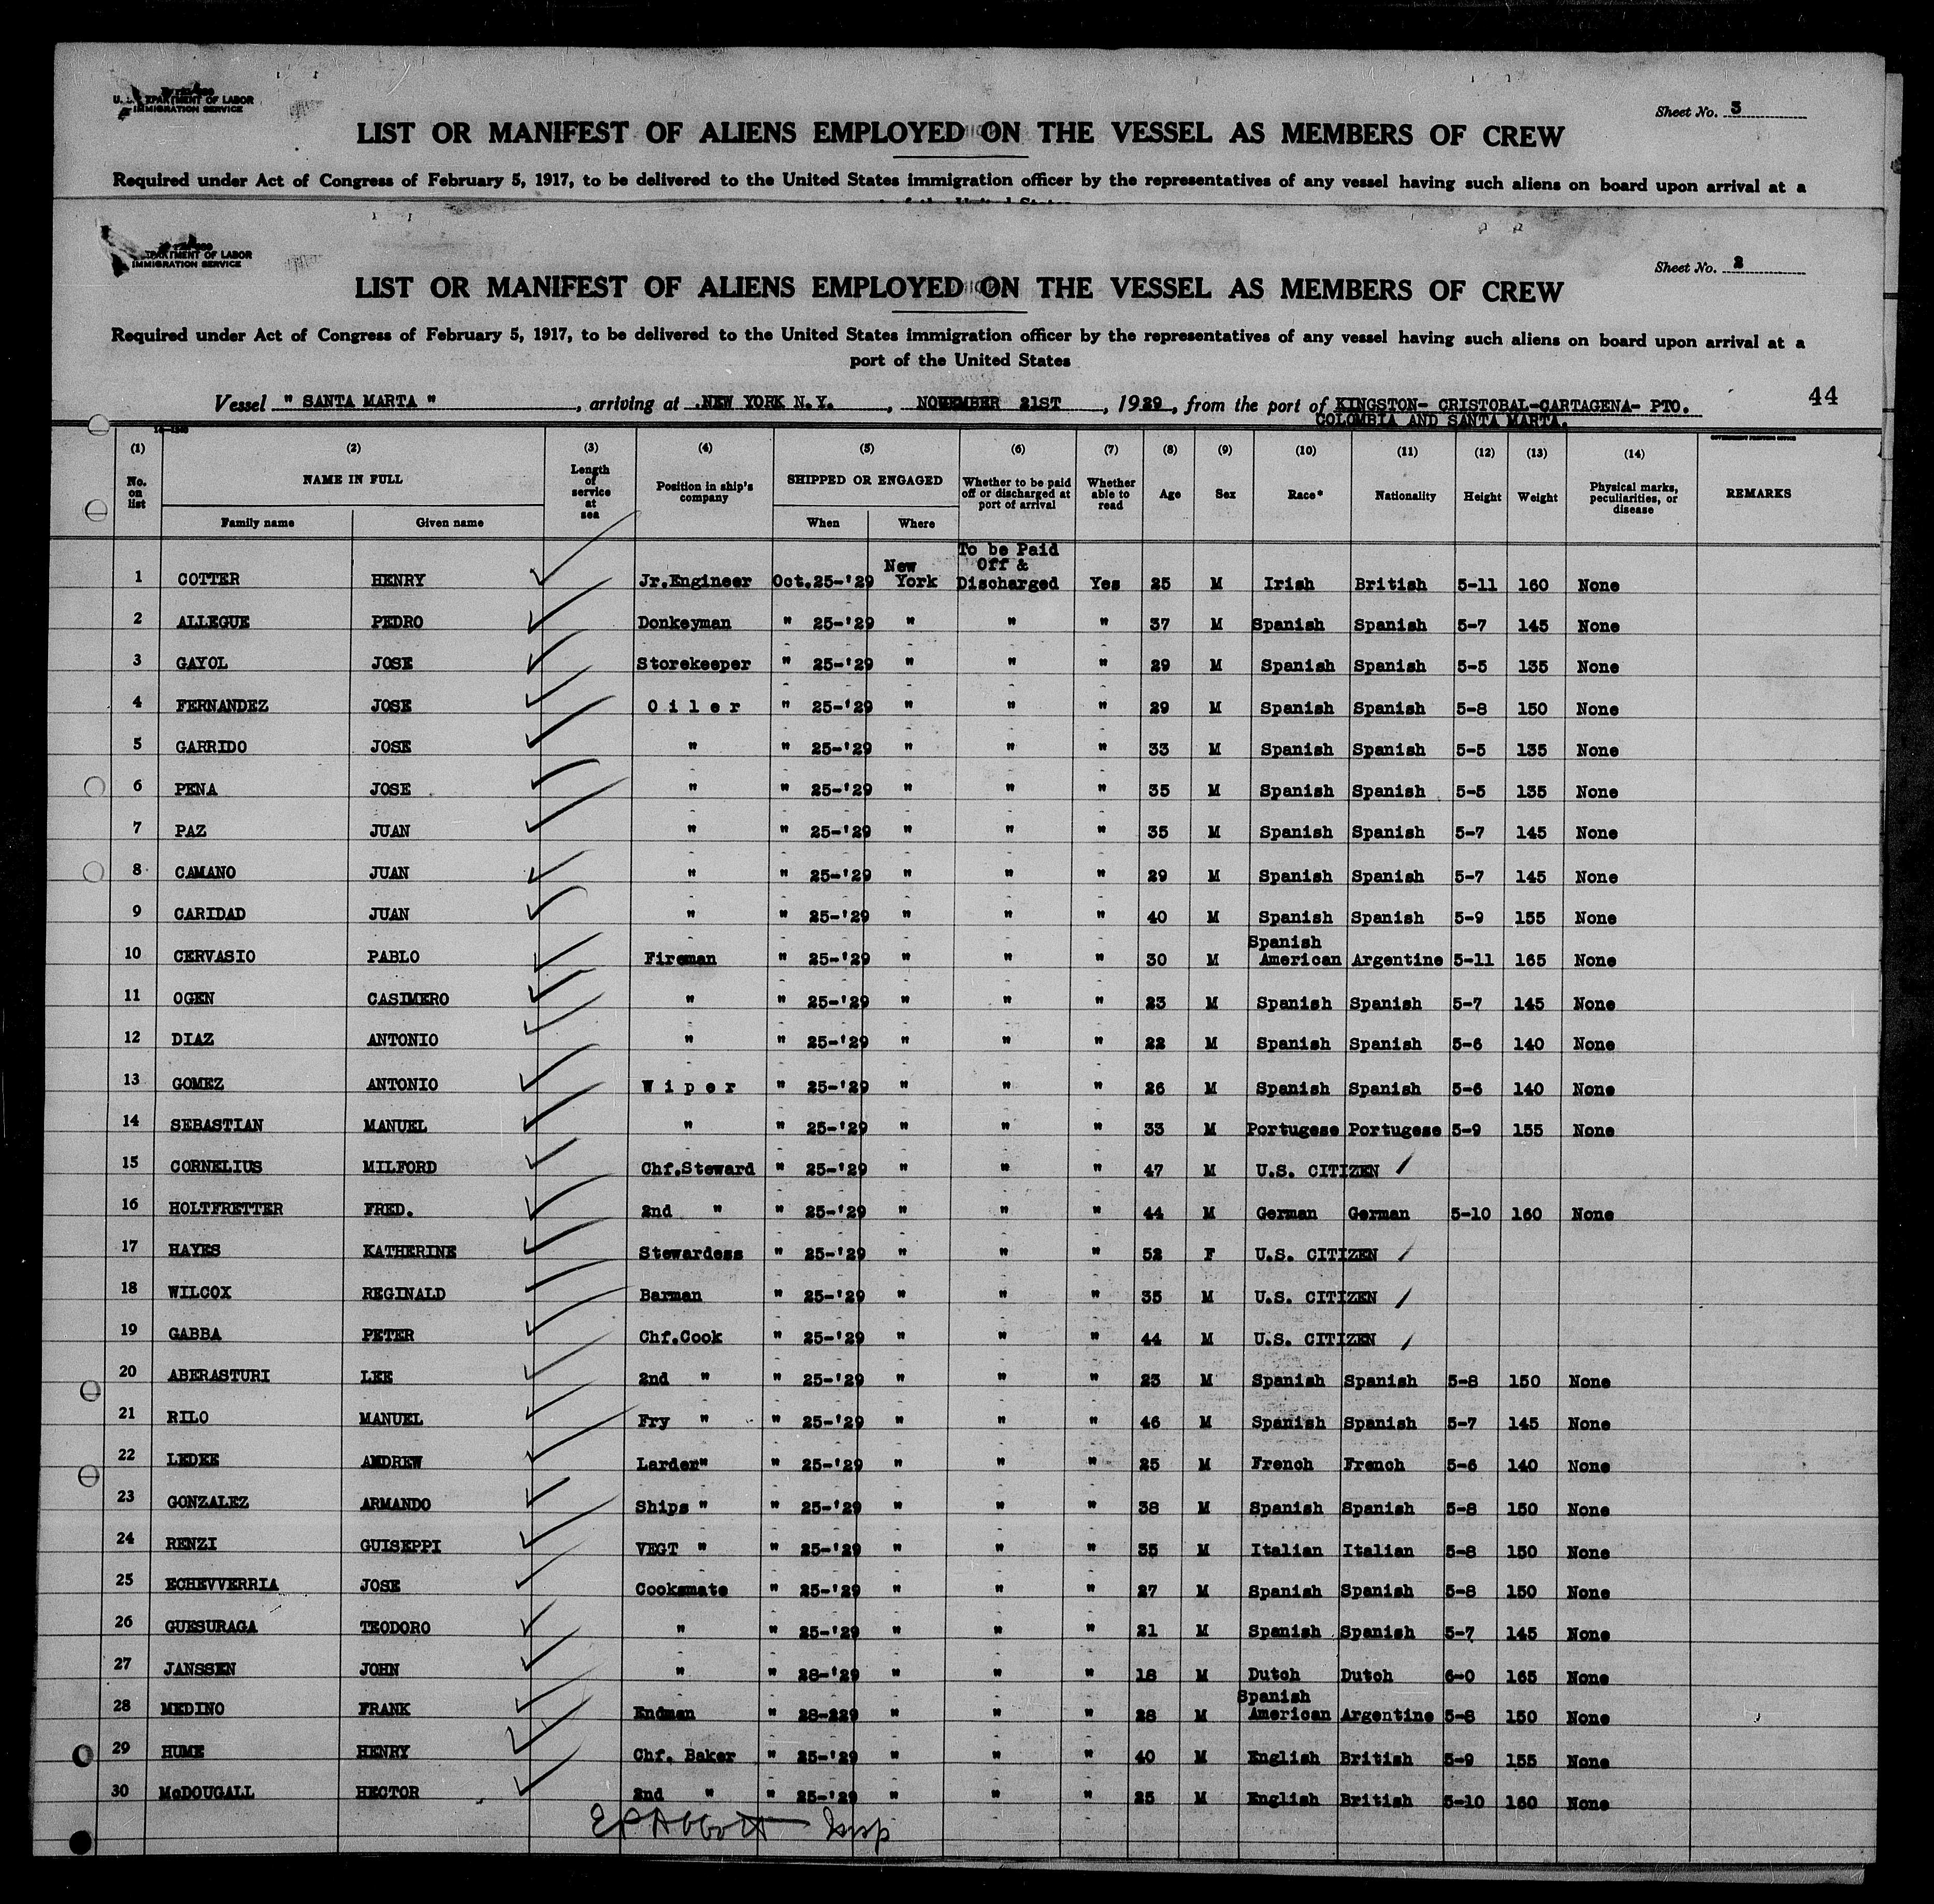 U. S. DEPARTMENT OF LABOR
IMMIGRATION SERVICE
Sheet No. 3
LIST OR MANIFEST OF ALIENS EMPLOYED ON THE VESSEL AS MEMBERS OF CREW
Required under Act of Congress of February 5, 1917, to be delivered to the United States immigration officer by the representatives of any vessel having such aliens on board upon arrival at a
of the United States
DEPARTMENT OF LABOR
IMMIGRATION SERVICE
Sheet No. 2
LIST OR MANIFEST OF ALIENS EMPLOYED ON THE VESSEL AS MEMBERS OF CREW
Required under Act of Congress of February 5, 1917, to be delivered to the United States immigration officer by the representatives of any vessel having such aliens on board upon arrival at a
port of the United States
44
Vessel " SANTA MARTA ", arriving at NEW YORK N.Y., NOVEMBER 21ST, 1929, from the port of KINGSTON- CRISTOBAL-CARTAGENA- PTO.
COLOMBIA AND SANTA MARTA.
GOVERNMENT PRINTING OFFICE
(1) (2) (3) (4) (5) (6) (7) (8) (9) (10) (11) (12) (13) (14)
No. on list NAME IN FULL Length of service at sea Position in ship's company SHIPPED OR ENGAGED Whether to be paid off or discharged at port of arrival Whether able to read Age Sex Race* Nationality Height Weight Physical marks, peculiarities, or disease REMARKS
Family name Given name When Where
1 COTTER HENRY Jr.Engineer Oct.25-'29 New York To be Paid Off & Discharged Yes 25 M Irish British 5-11 160 None
2 ALLEGUE PEDRO Donkeyman " 25-'29 " " " 37 M Spanish Spanish 5-7 145 None
3 GAYOL JOSE Storekeeper " 25-'29 " " " 29 M Spanish Spanish 5-5 135 None
4 FERNANDEZ JOSE Oiler " 25-'29 " " " 29 M Spanish Spanish 5-8 150 None
5 GARRIDO JOSE " " 25-'29 " " " 33 M Spanish Spanish 5-5 135 None
6 PENA JOSE " " 25-'29 " " " 35 M Spanish Spanish 5-5 135 None
7 PAZ JUAN " " 25-'29 " " " 35 M Spanish Spanish 5-7 145 None
8 CAMANO JUAN " " 25-'29 " " " 29 M Spanish Spanish 5-7 145 None
9 CARIDAD JUAN " " 25-'29 " " " 40 M Spanish Spanish 5-9 155 None
10 CERVASIO PABLO Fireman " 25-'29 " " " 30 M Spanish American Argentine 5-11 165 None
11 OGEN CASIMERO " " 25-'29 " " " 23 M Spanish Spanish 5-7 145 None
12 DIAZ ANTONIO " " 25-'29 " " " 22 M Spanish Spanish 5-6 140 None
13 GOMEZ ANTONIO Wiper " 25-'29 " " " 26 M Spanish Spanish 5-6 140 None
14 SEBASTIAN MANUEL " " 25-'29 " " " 33 M Portugese Portugese 5-9 155 None
15 CORNELIUS MILFORD Chf.Steward " 25-'29 " " " 47 M U.S. CITIZEN
16 HOLTFRETTER FRED. 2nd " " 25-'29 " " " 44 M German German 5-10 160 None
17 HAYES KATHERINE Stewardess " 25-'29 " " " 52 F U.S. CITIZEN
18 WILCOX REGINALD Barman " 25-'29 " " " 35 M U.S. CITIZEN
19 GABBA PETER Chf.Cook " 25-'29 " " " 44 M U.S. CITIZEN
20 ABERASTURI LEE 2nd " " 25-'29 " " " 23 M Spanish Spanish 5-8 150 None
21 RILO MANUEL Fry " " 25-'29 " " " 46 M Spanish Spanish 5-7 145 None
22 LEDEE ANDREW Larder" " 25-'29 " " " 25 M French French 5-6 140 None
23 GONZALEZ ARMANDO Ships " " 25-'29 " " " 38 M Spanish Spanish 5-8 150 None
24 RENZI GUISEPPI VEGT " " 25-'29 " " " 35 M Italian Italian 5-8 150 None
25 ECHEVVERRIA JOSE Cooksmate " 25-'29 " " " 27 M Spanish Spanish 5-8 150 None
26 GUESURAGA TEODORO " " 25-'29 " " " 21 M Spanish Spanish 5-7 145 None
27 JANSSEN JOHN " " 28-'29 " " " 18 M Dutch Dutch 6-0 165 None
28 MEDINO FRANK Endman " 28-229 " " " 28 M Spanish American Argentine 5-8 150 None
29 HUME HENRY Chf. Baker " 25-'29 " " " 40 M English British 5-9 155 None
30 McDOUGALL HECTOR 2nd " " 25-'29 " " " 25 M English British 5-10 160 None
EP Abbott Insp